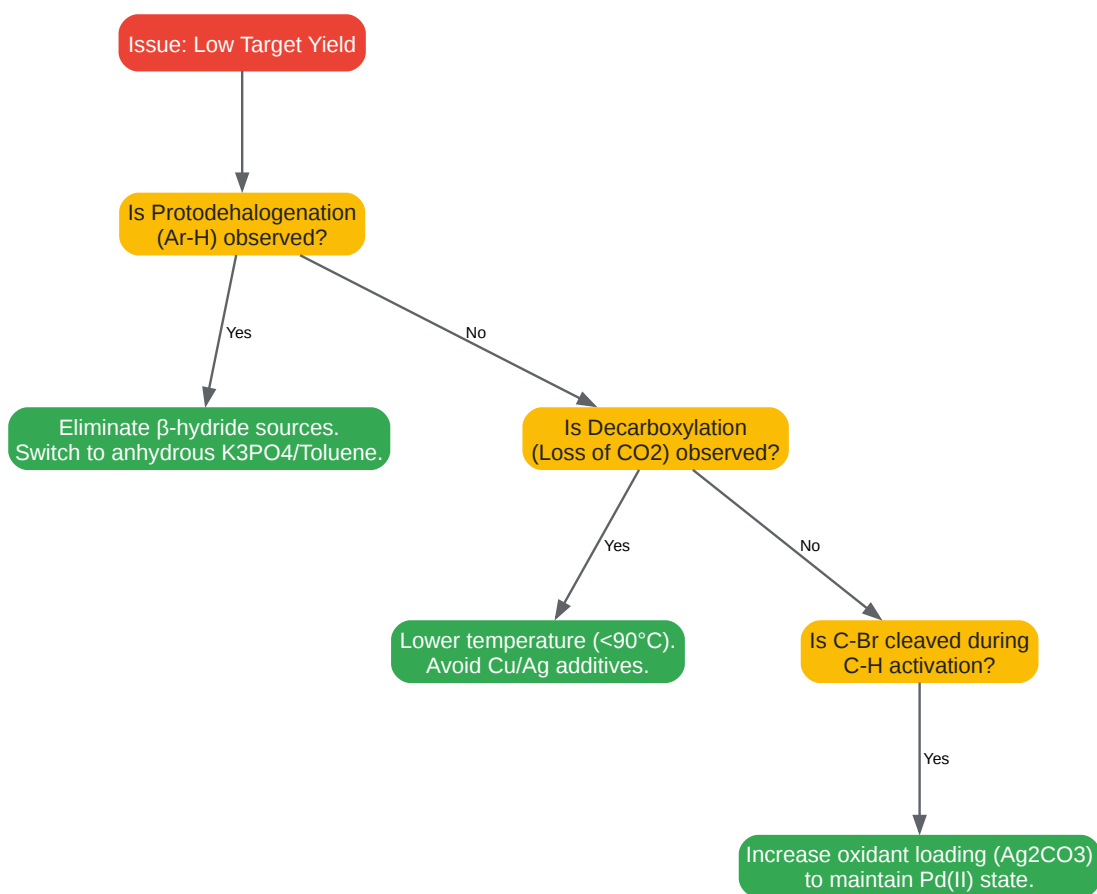 Issue: Low Target Yield
Is Protodehalogenation
(Ar-H) observed?
Yes
No
Eliminate β-hydride sources.
Switch to anhydrous K3PO4/Toluene.
Is Decarboxylation
(Loss of CO2) observed?
Yes
No
Lower temperature (<90°C).
Avoid Cu/Ag additives.
Is C-Br cleaved during
C-H activation?
Yes
Increase oxidant loading (Ag2CO3)
to maintain Pd(II) state.